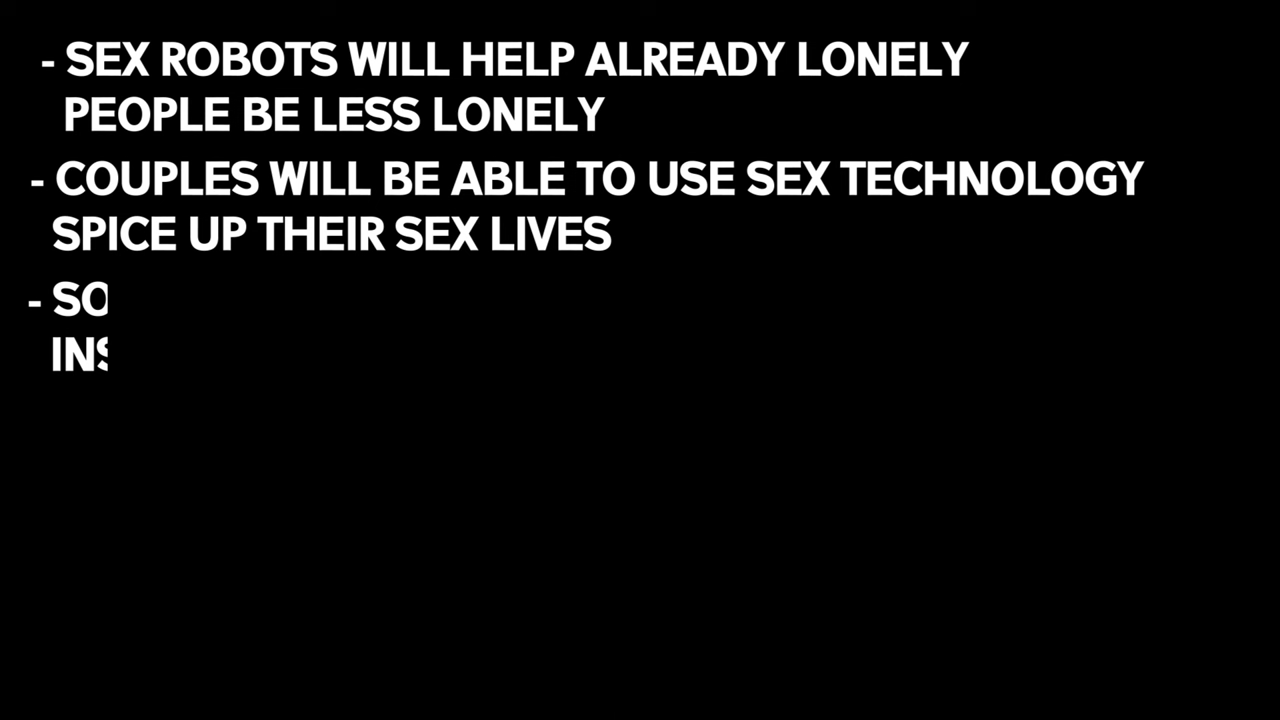 - SEX ROBOTS WILL HELP ALREADY LONELY
PEOPLE BE LESS LONELY
- COUPLES WILL BE ABLE TO USE SEX TECHNOLOGY
SPICE UP THEIR SEX LIVES